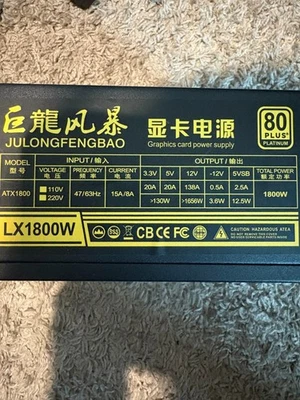 巨龍风暴
JULONGFENGBAO
显卡电源
Graphics card power supply
80
PLUS
PLATINUM
MODEL INPUT/输入 OUTPUT/输出
型号 VOLTAGE FREQUENCY CURRENT 3.3V 5V 12V -12V 5VSB TOTAL POWER
电压 频率 电流 额定功率
ATX1800 110V 220V 47/63Hz 15A/8A 20A 20A 138A 0.5A 2.5A 1800W
>130W >1656W 3.6W 12.5W
LX1800W
CB CE FC
CAUTION HAZARDOUS ATEA